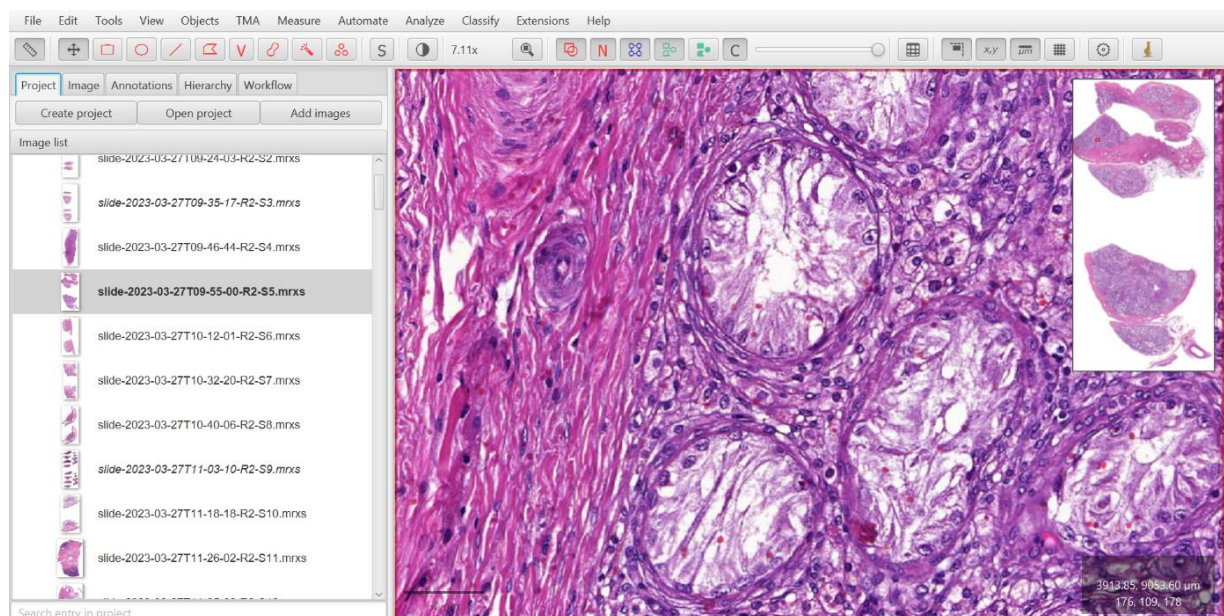 File Edit Tools View Objects TMA Measure Automate Analyze Classify Extensions Help
V S 7.11x N C x,y µm
Project Image Annotations Hierarchy Workflow
Create project Open project Add images
Image list
slide-2023-03-27T09-24-03-R2-S2.mrxs
slide-2023-03-27T09-35-17-R2-S3.mrxs
slide-2023-03-27T09-46-44-R2-S4.mrxs
slide-2023-03-27T09-55-00-R2-S5.mrxs
slide-2023-03-27T10-12-01-R2-S6.mrxs
slide-2023-03-27T10-32-20-R2-S7.mrxs
slide-2023-03-27T10-40-06-R2-S8.mrxs
slide-2023-03-27T11-03-10-R2-S9.mrxs
slide-2023-03-27T11-18-18-R2-S10.mrxs
slide-2023-03-27T11-26-02-R2-S11.mrxs
Search entry in project
3913.85, 9053.60 µm
176, 109, 178